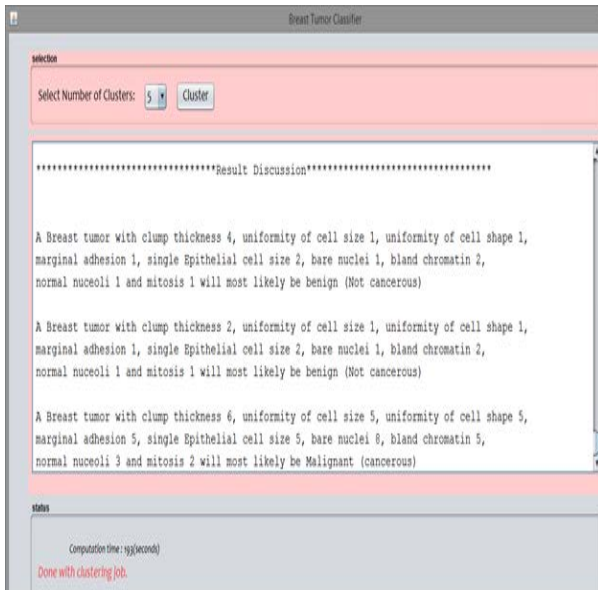 Breast Tumor Classifier
selection
Select Number of Clusters: 5 Cluster
***********************************Result Discussion***********************************
A Breast tumor with clump thickness 4, uniformity of cell size 1, uniformity of cell shape 1,
marginal adhesion 1, single Epithelial cell size 2, bare nuclei 1, bland chromatin 2,
normal nuceoli 1 and mitosis 1 will most likely be benign (Not cancerous)
A Breast tumor with clump thickness 2, uniformity of cell size 1, uniformity of cell shape 1,
marginal adhesion 1, single Epithelial cell size 2, bare nuclei 1, bland chromatin 2,
normal nuceoli 1 and mitosis 1 will most likely be benign (Not cancerous)
A Breast tumor with clump thickness 6, uniformity of cell size 5, uniformity of cell shape 5,
marginal adhesion 5, single Epithelial cell size 5, bare nuclei 8, bland chromatin 5,
normal nuceoli 3 and mitosis 2 will most likely be Malignant (cancerous)
status
Computation time : 193(seconds)
Done with clustering job.